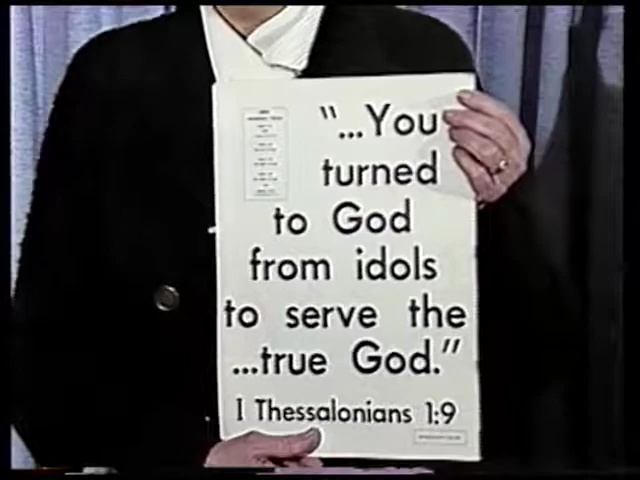 “...You
turned
to God
from idols
to serve the
...true God.”
I Thessalonians 1:9